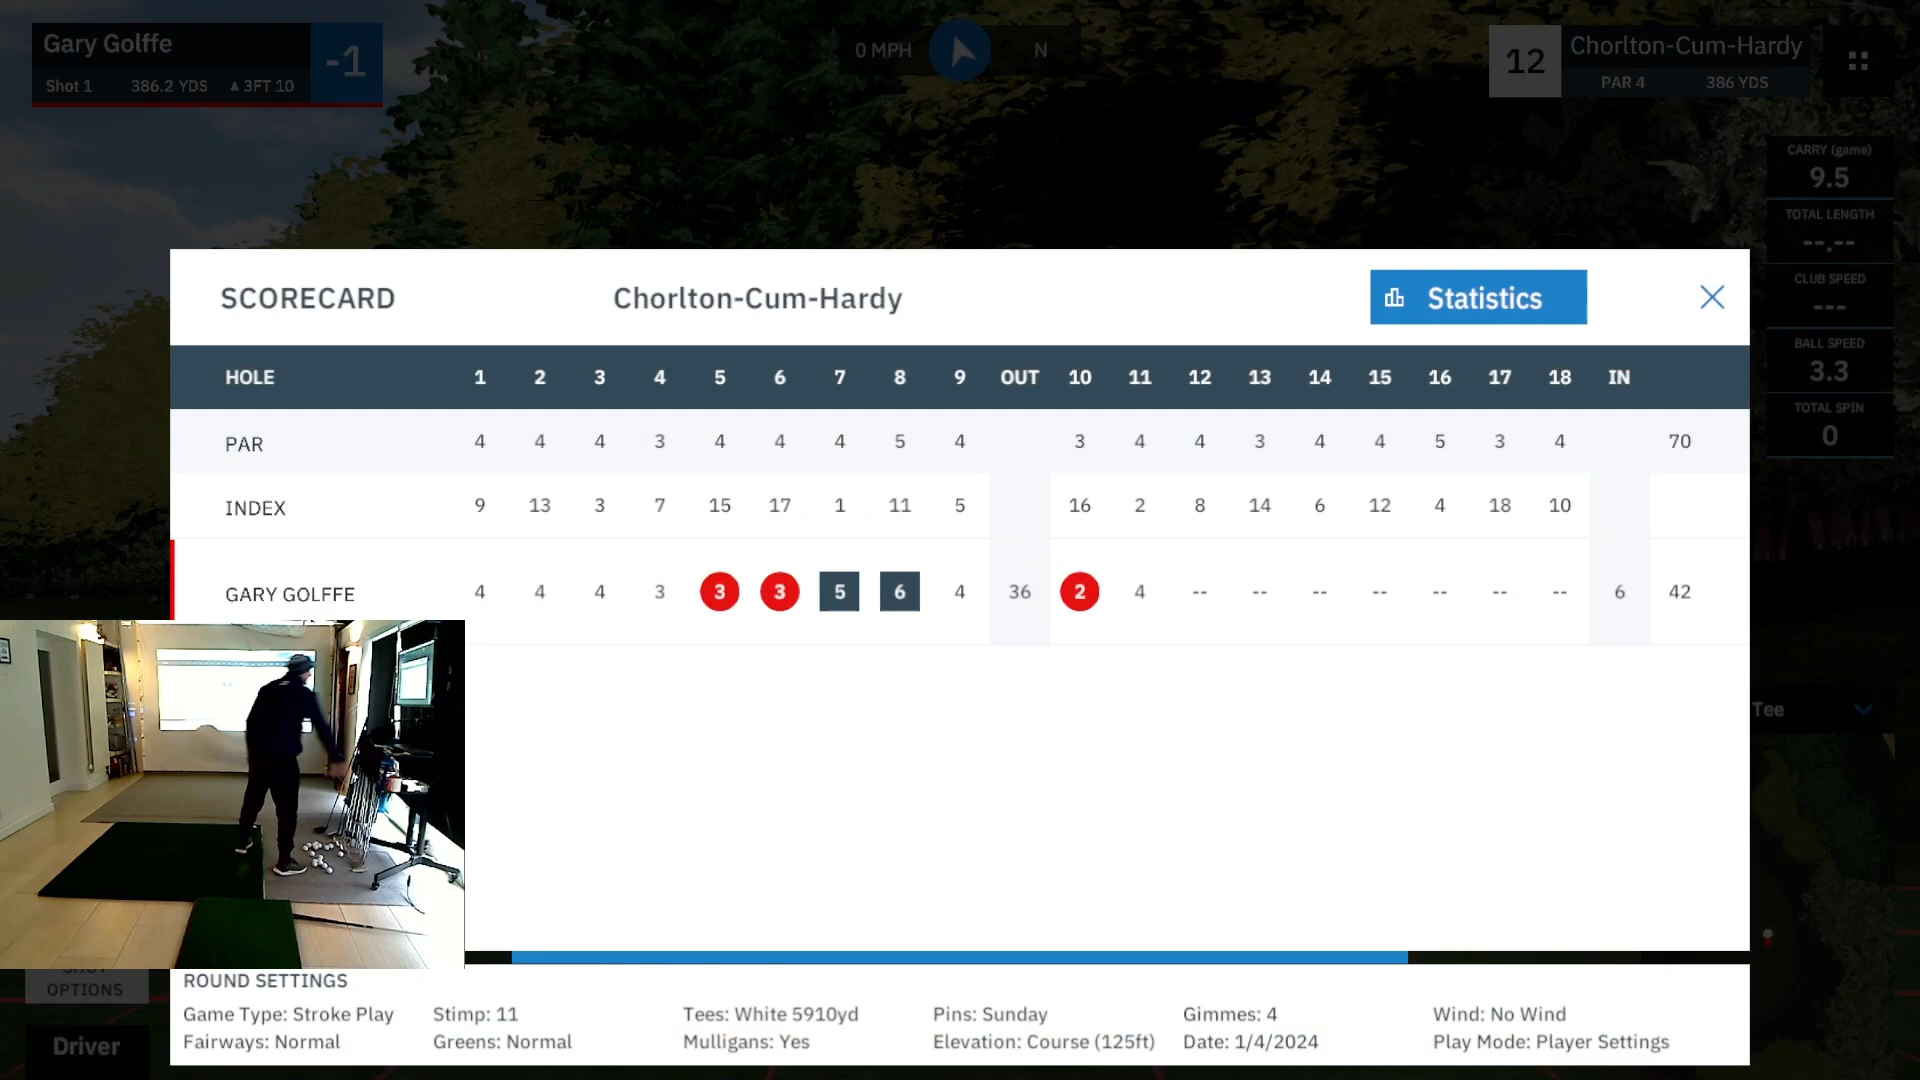 Gary Golffe
-1
Shot 1 386.2 YDS ▲3FT 10
0 MPH N
12 Chorlton-Cum-Hardy
PAR 4 386 YDS
CARRY (game)
9.5
TOTAL LENGTH
--.--
CLUB SPEED
---
BALL SPEED
3.3
TOTAL SPIN
0
SCORECARD Chorlton-Cum-Hardy Statistics
HOLE 1 2 3 4 5 6 7 8 9 OUT 10 11 12 13 14 15 16 17 18 IN
PAR 4 4 4 3 4 4 4 5 4 3 4 4 3 4 4 5 3 4 70
INDEX 9 13 3 7 15 17 1 11 5 16 2 8 14 6 12 4 18 10
GARY GOLFFE 4 4 4 3 3 3 5 6 4 36 2 4 -- -- -- -- -- -- -- 6 42
Tee
OPTIONS
Driver
ROUND SETTINGS
Game Type: Stroke Play Stimp: 11 Tees: White 5910yd Pins: Sunday Gimmes: 4 Wind: No Wind
Fairways: Normal Greens: Normal Mulligans: Yes Elevation: Course (125ft) Date: 1/4/2024 Play Mode: Player Settings